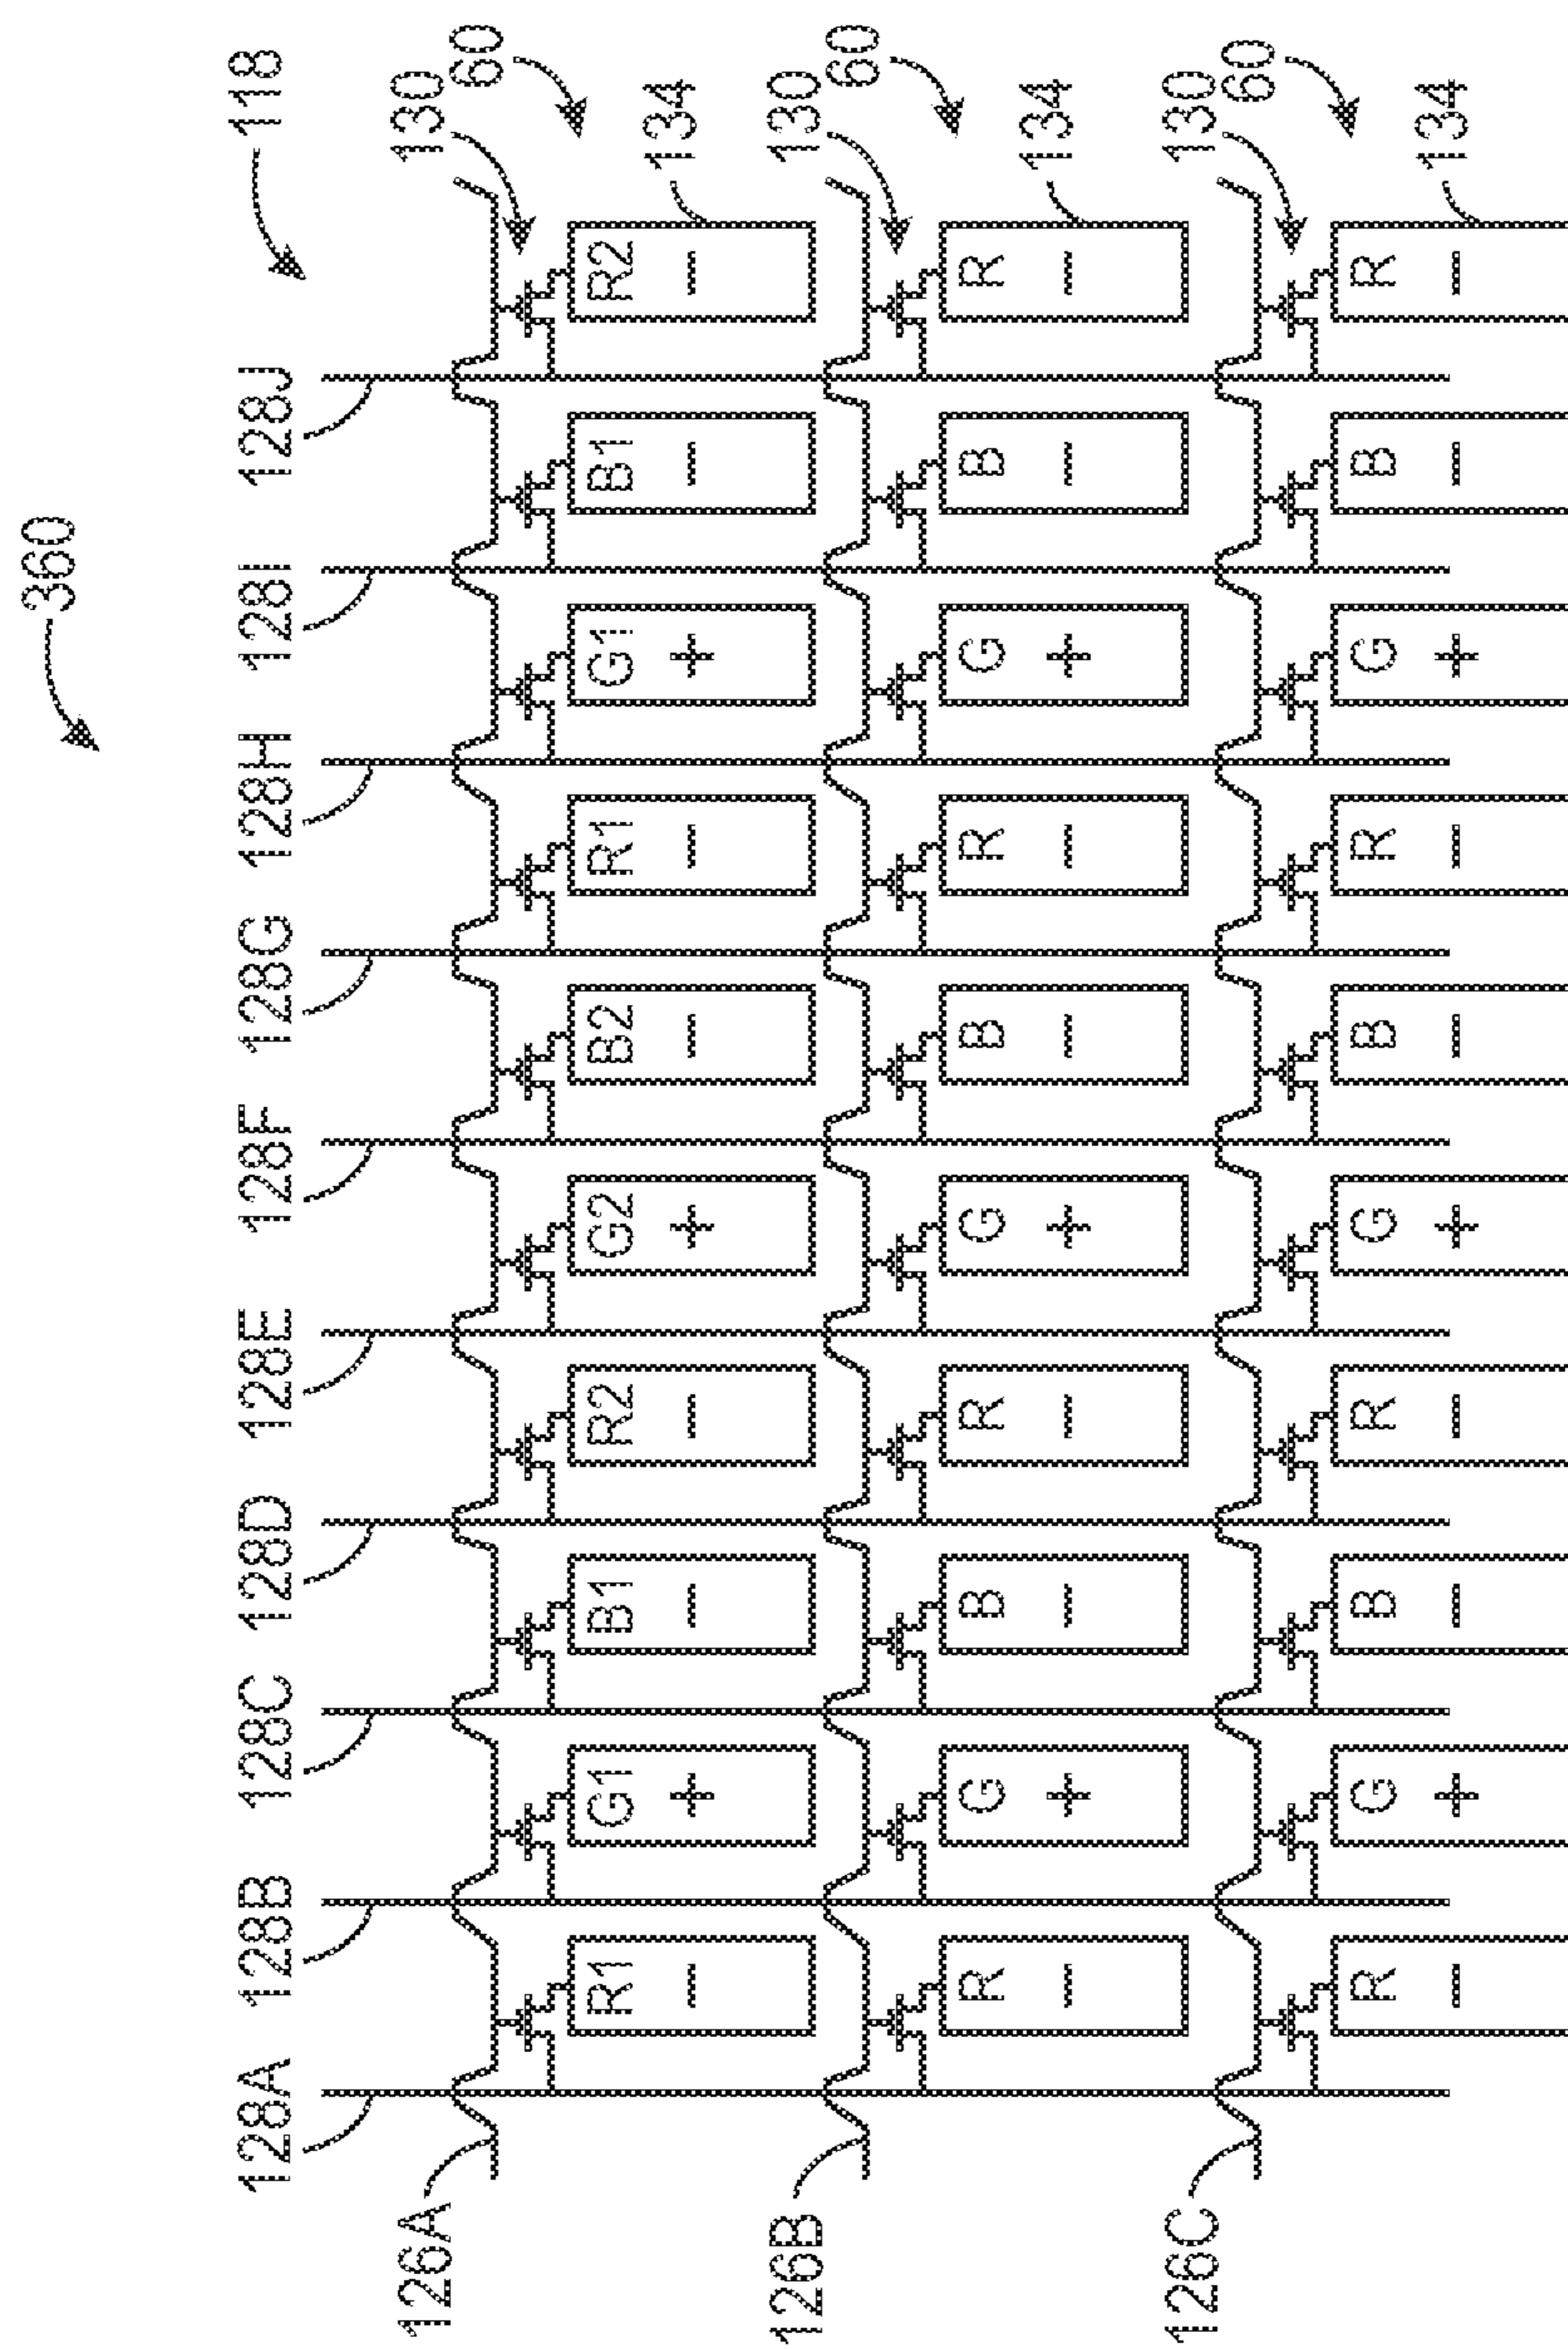 360
128A 128B 128C 128D 128E 128F 128G 128H 128I 128J 118
126A 130
60
R1 G1 B1 R2 G2 B2 R1 G1 B1 R2
− + − − + − − + − − 134
126B 130
60
R G B R G B R G B R
− + − − + − − + − − 134
126C 130
60
R G B R G B R G B R
− + − − + − − + − − 134